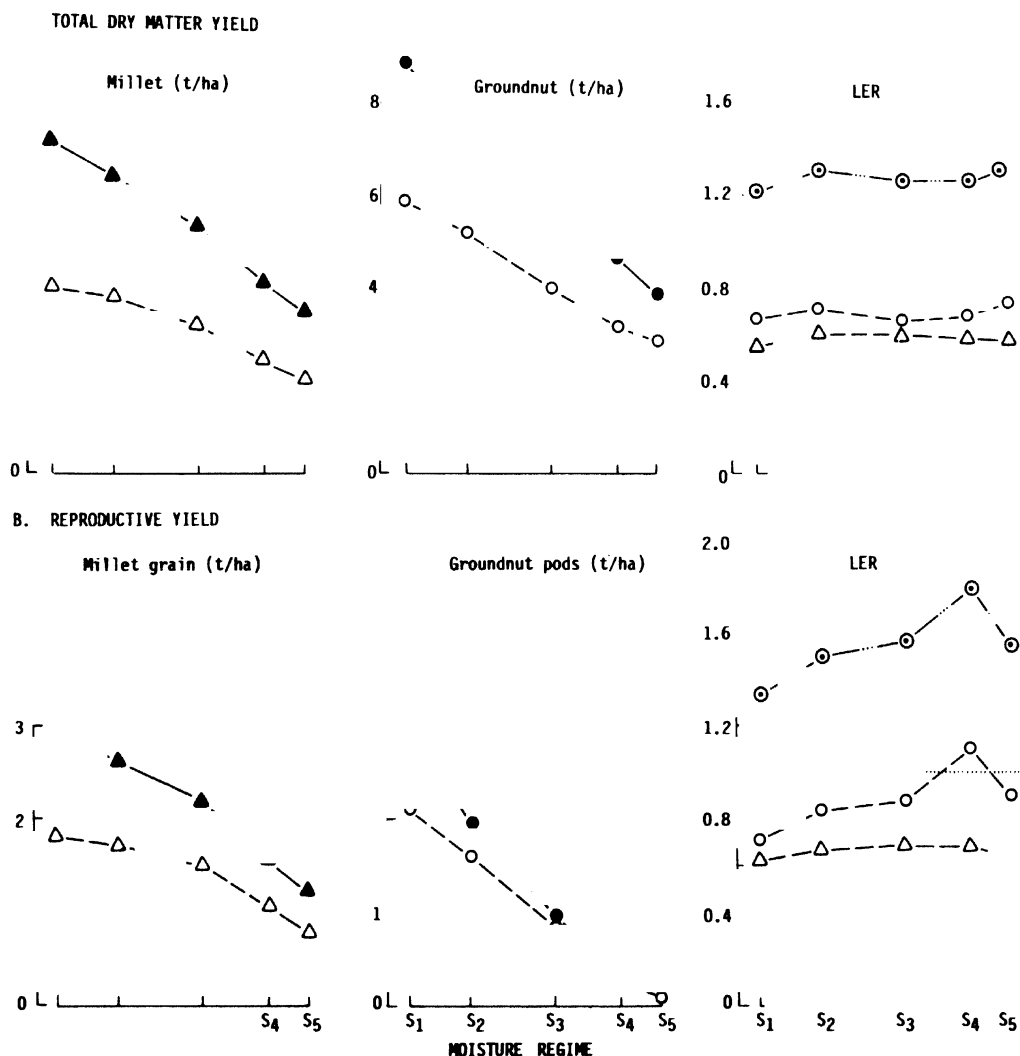 TOTAL DRY MATTER YIELD
Millet (t/ha)
Groundnut (t/ha)
LER
8
6
4
0
0
1.6
1.2
0.8
0.4
0
B. REPRODUCTIVE YIELD
Millet grain (t/ha)
Groundnut pods (t/ha)
LER
3
2
0
1
0
2.0
1.6
1.2
0.8
0.4
0
S4 S5
S1 S2 S3 S4 S5
S1 S2 S3 S4 S5
MOISTURE REGIME